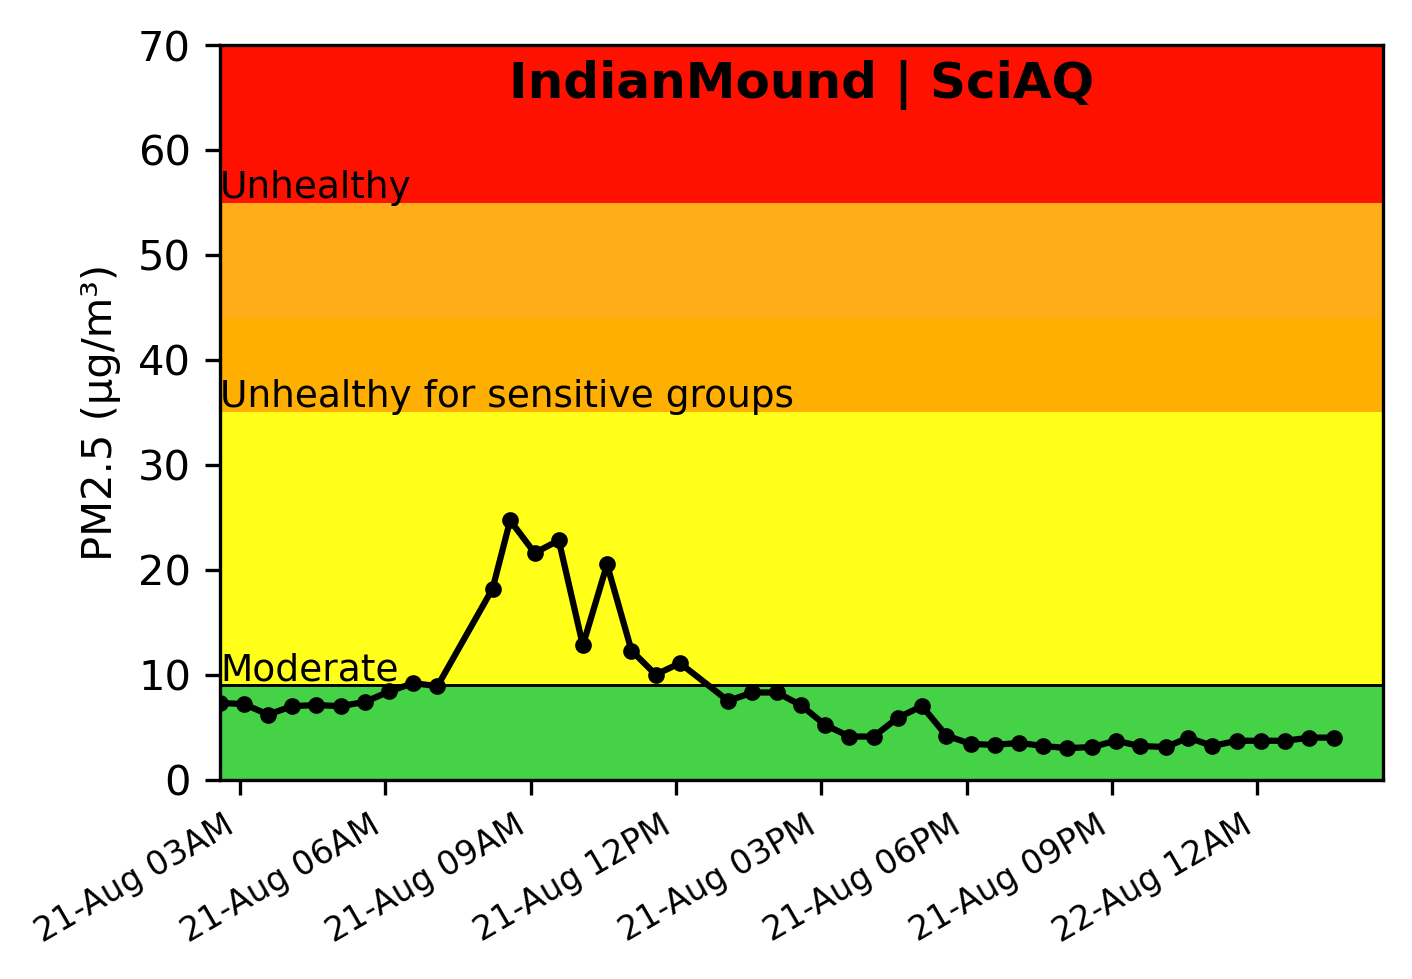 IndianMound | SciAQ
PM2.5 (µg/m³)
70
60
50
40
30
20
10
0
Unhealthy
Unhealthy for sensitive groups
Moderate
21-Aug 03AM
21-Aug 06AM
21-Aug 09AM
21-Aug 12PM
21-Aug 03PM
21-Aug 06PM
21-Aug 09PM
22-Aug 12AM